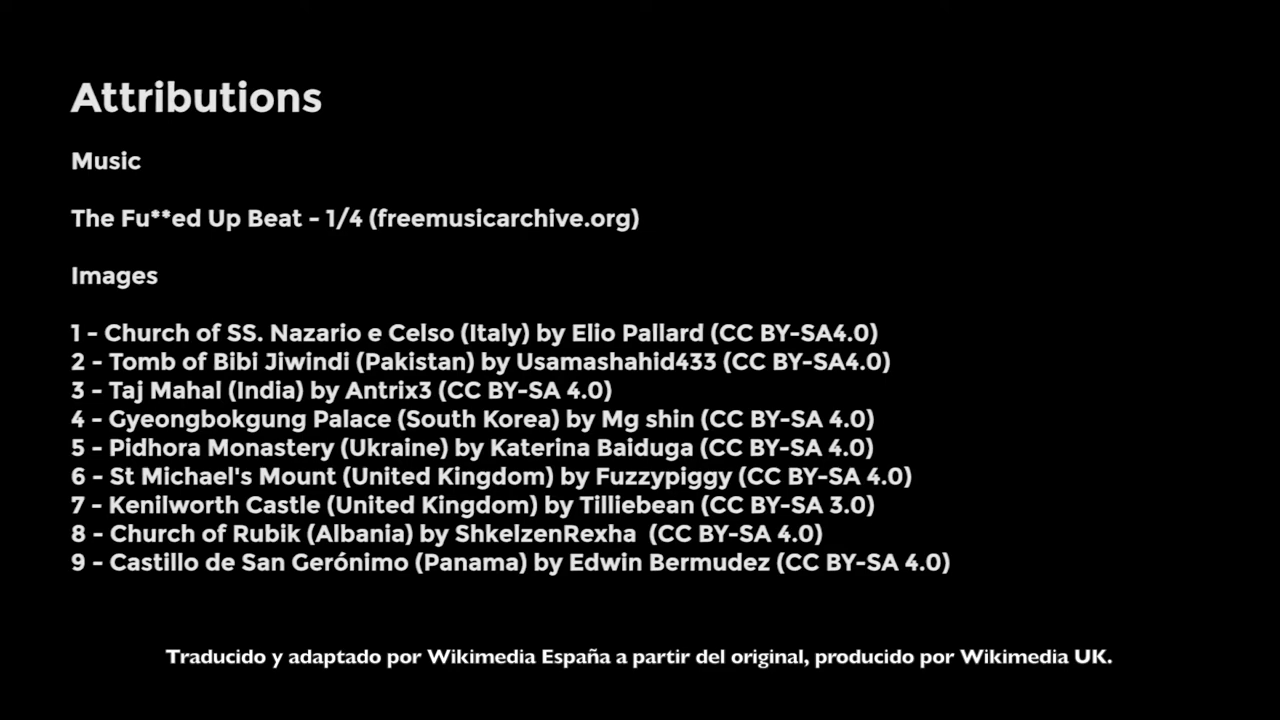 Attributions
Music
The Fu**ed Up Beat - 1/4 (freemusicarchive.org)
Images
1 - Church of SS. Nazario e Celso (Italy) by Elio Pallard (CC BY-SA4.0)
2 - Tomb of Bibi Jiwindi (Pakistan) by Usamashahid433 (CC BY-SA4.0)
3 - Taj Mahal (India) by Antrix3 (CC BY-SA 4.0)
4 - Gyeongbokgung Palace (South Korea) by Mg shin (CC BY-SA 4.0)
5 - Pidhora Monastery (Ukraine) by Katerina Baiduga (CC BY-SA 4.0)
6 - St Michael's Mount (United Kingdom) by Fuzzypiggy (CC BY-SA 4.0)
7 - Kenilworth Castle (United Kingdom) by Tilliebean (CC BY-SA 3.0)
8 - Church of Rubik (Albania) by ShkelzenRexha  (CC BY-SA 4.0)
9 - Castillo de San Gerónimo (Panama) by Edwin Bermudez (CC BY-SA 4.0)
Traducido y adaptado por Wikimedia España a partir del original, producido por Wikimedia UK.